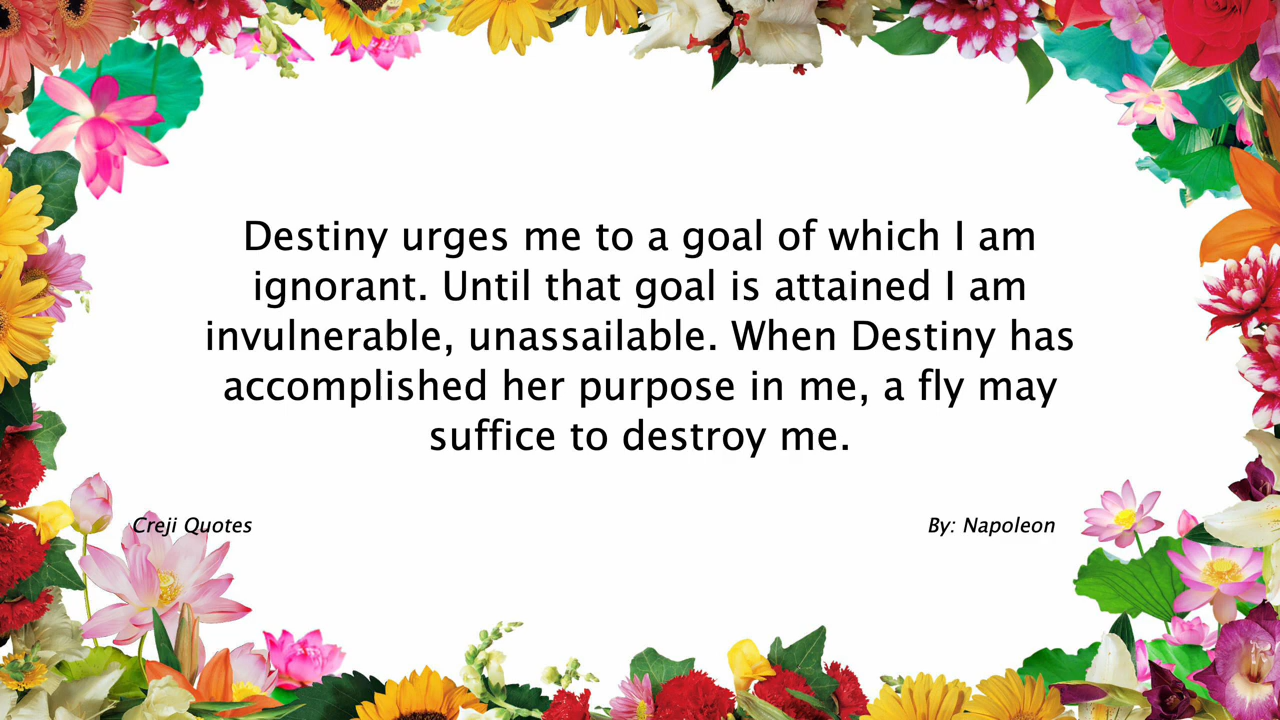 Destiny urges me to a goal of which I am
ignorant. Until that goal is attained I am
invulnerable, unassailable. When Destiny has
accomplished her purpose in me, a fly may
suffice to destroy me.
Creji Quotes
By: Napoleon